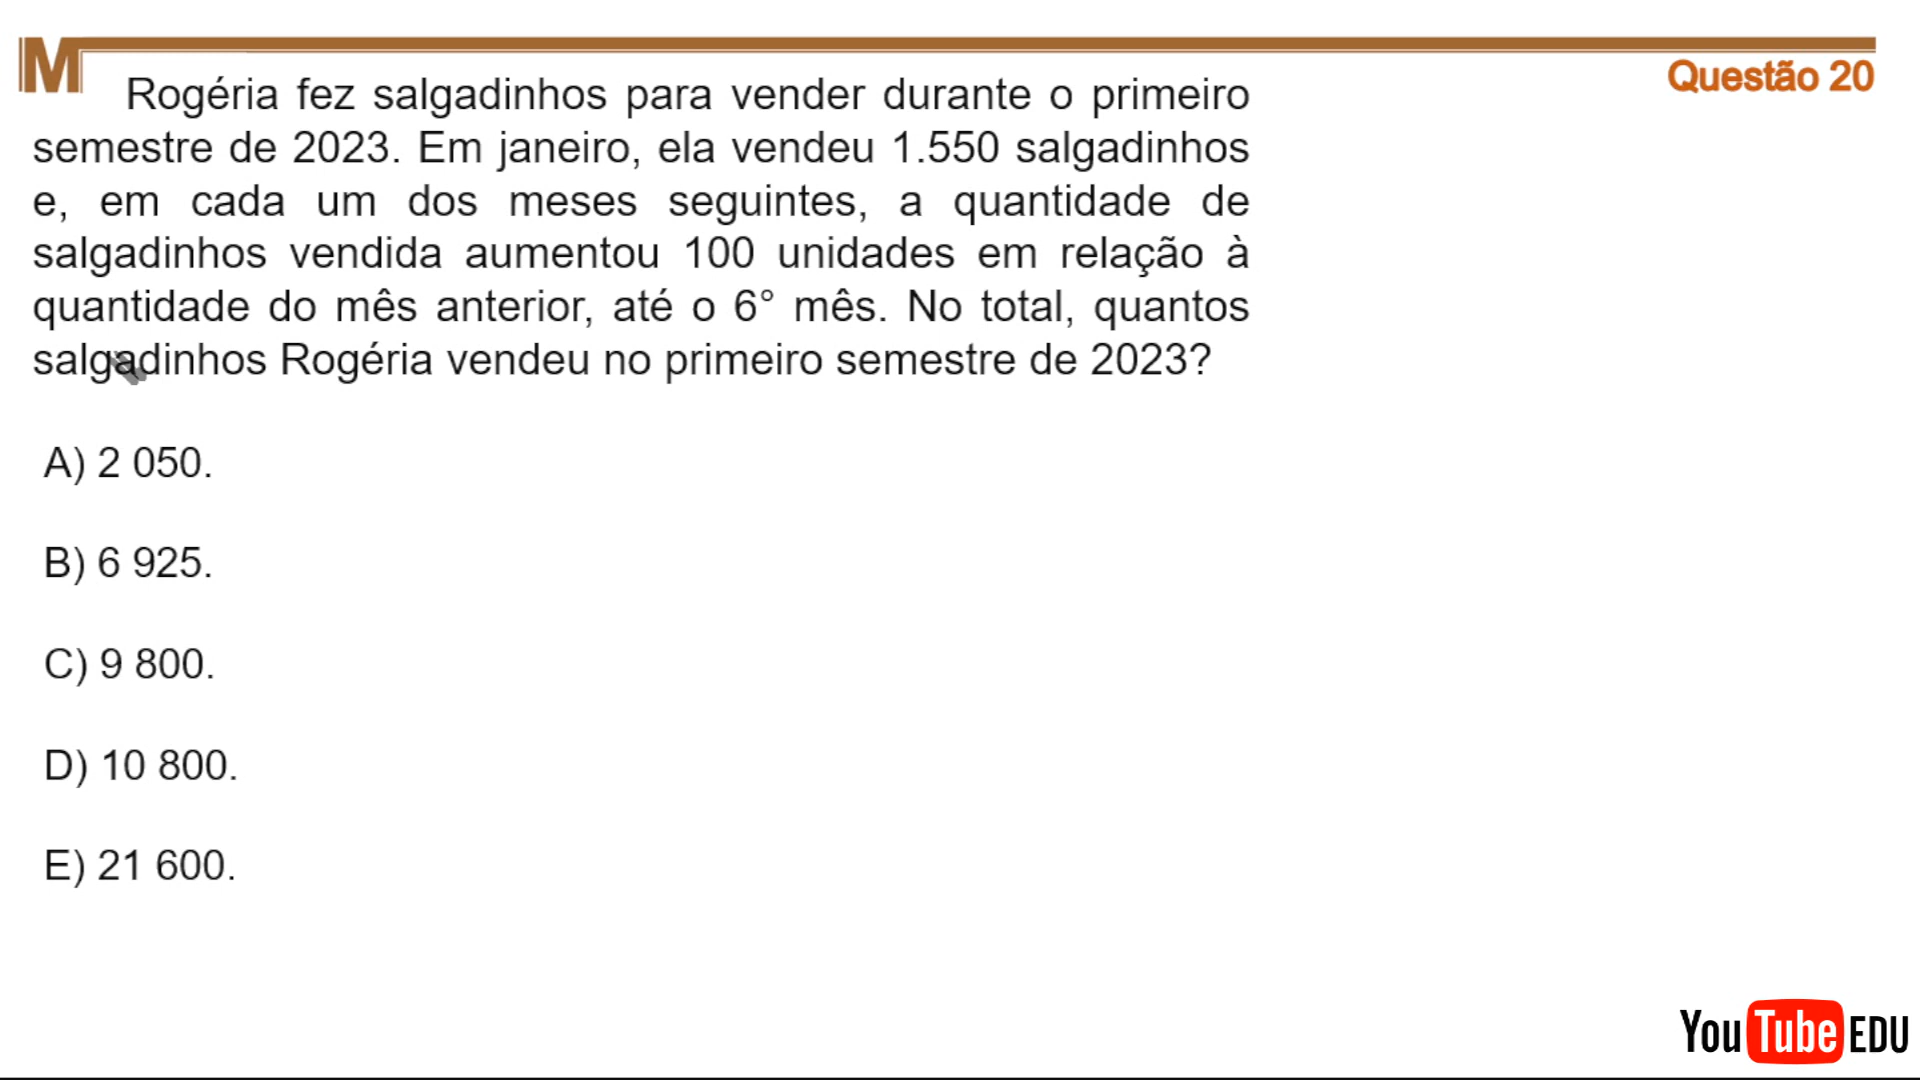 M
Questão 20
Rogéria fez salgadinhos para vender durante o primeiro
semestre de 2023. Em janeiro, ela vendeu 1.550 salgadinhos
e, em cada um dos meses seguintes, a quantidade de
salgadinhos vendida aumentou 100 unidades em relação à
quantidade do mês anterior, até o 6° mês. No total, quantos
salgadinhos Rogéria vendeu no primeiro semestre de 2023?
A) 2 050.
B) 6 925.
C) 9 800.
D) 10 800.
E) 21 600.
YouTube EDU